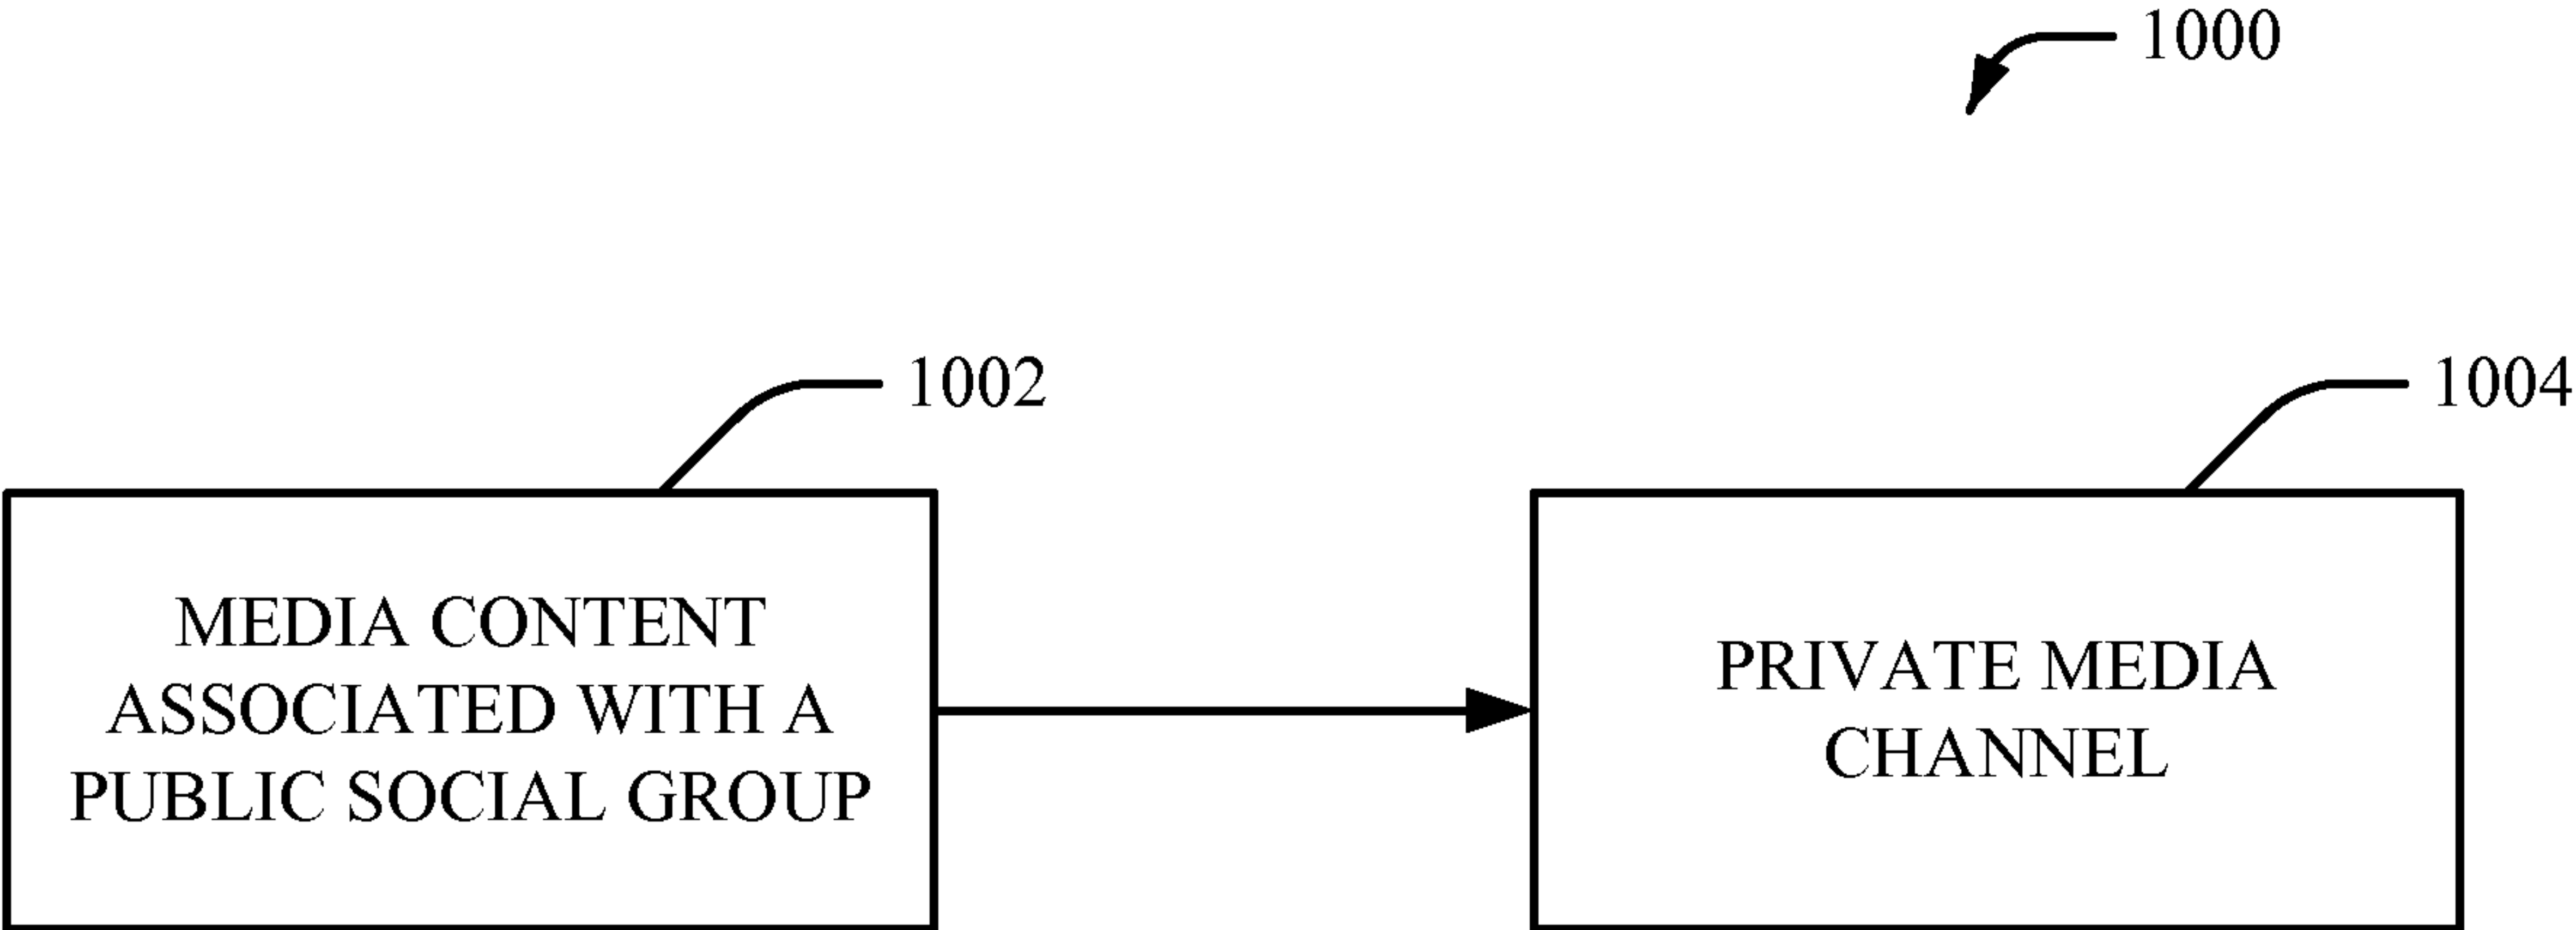 1000
1002
1004
MEDIA CONTENT
ASSOCIATED WITH A
PUBLIC SOCIAL GROUP
PRIVATE MEDIA
CHANNEL